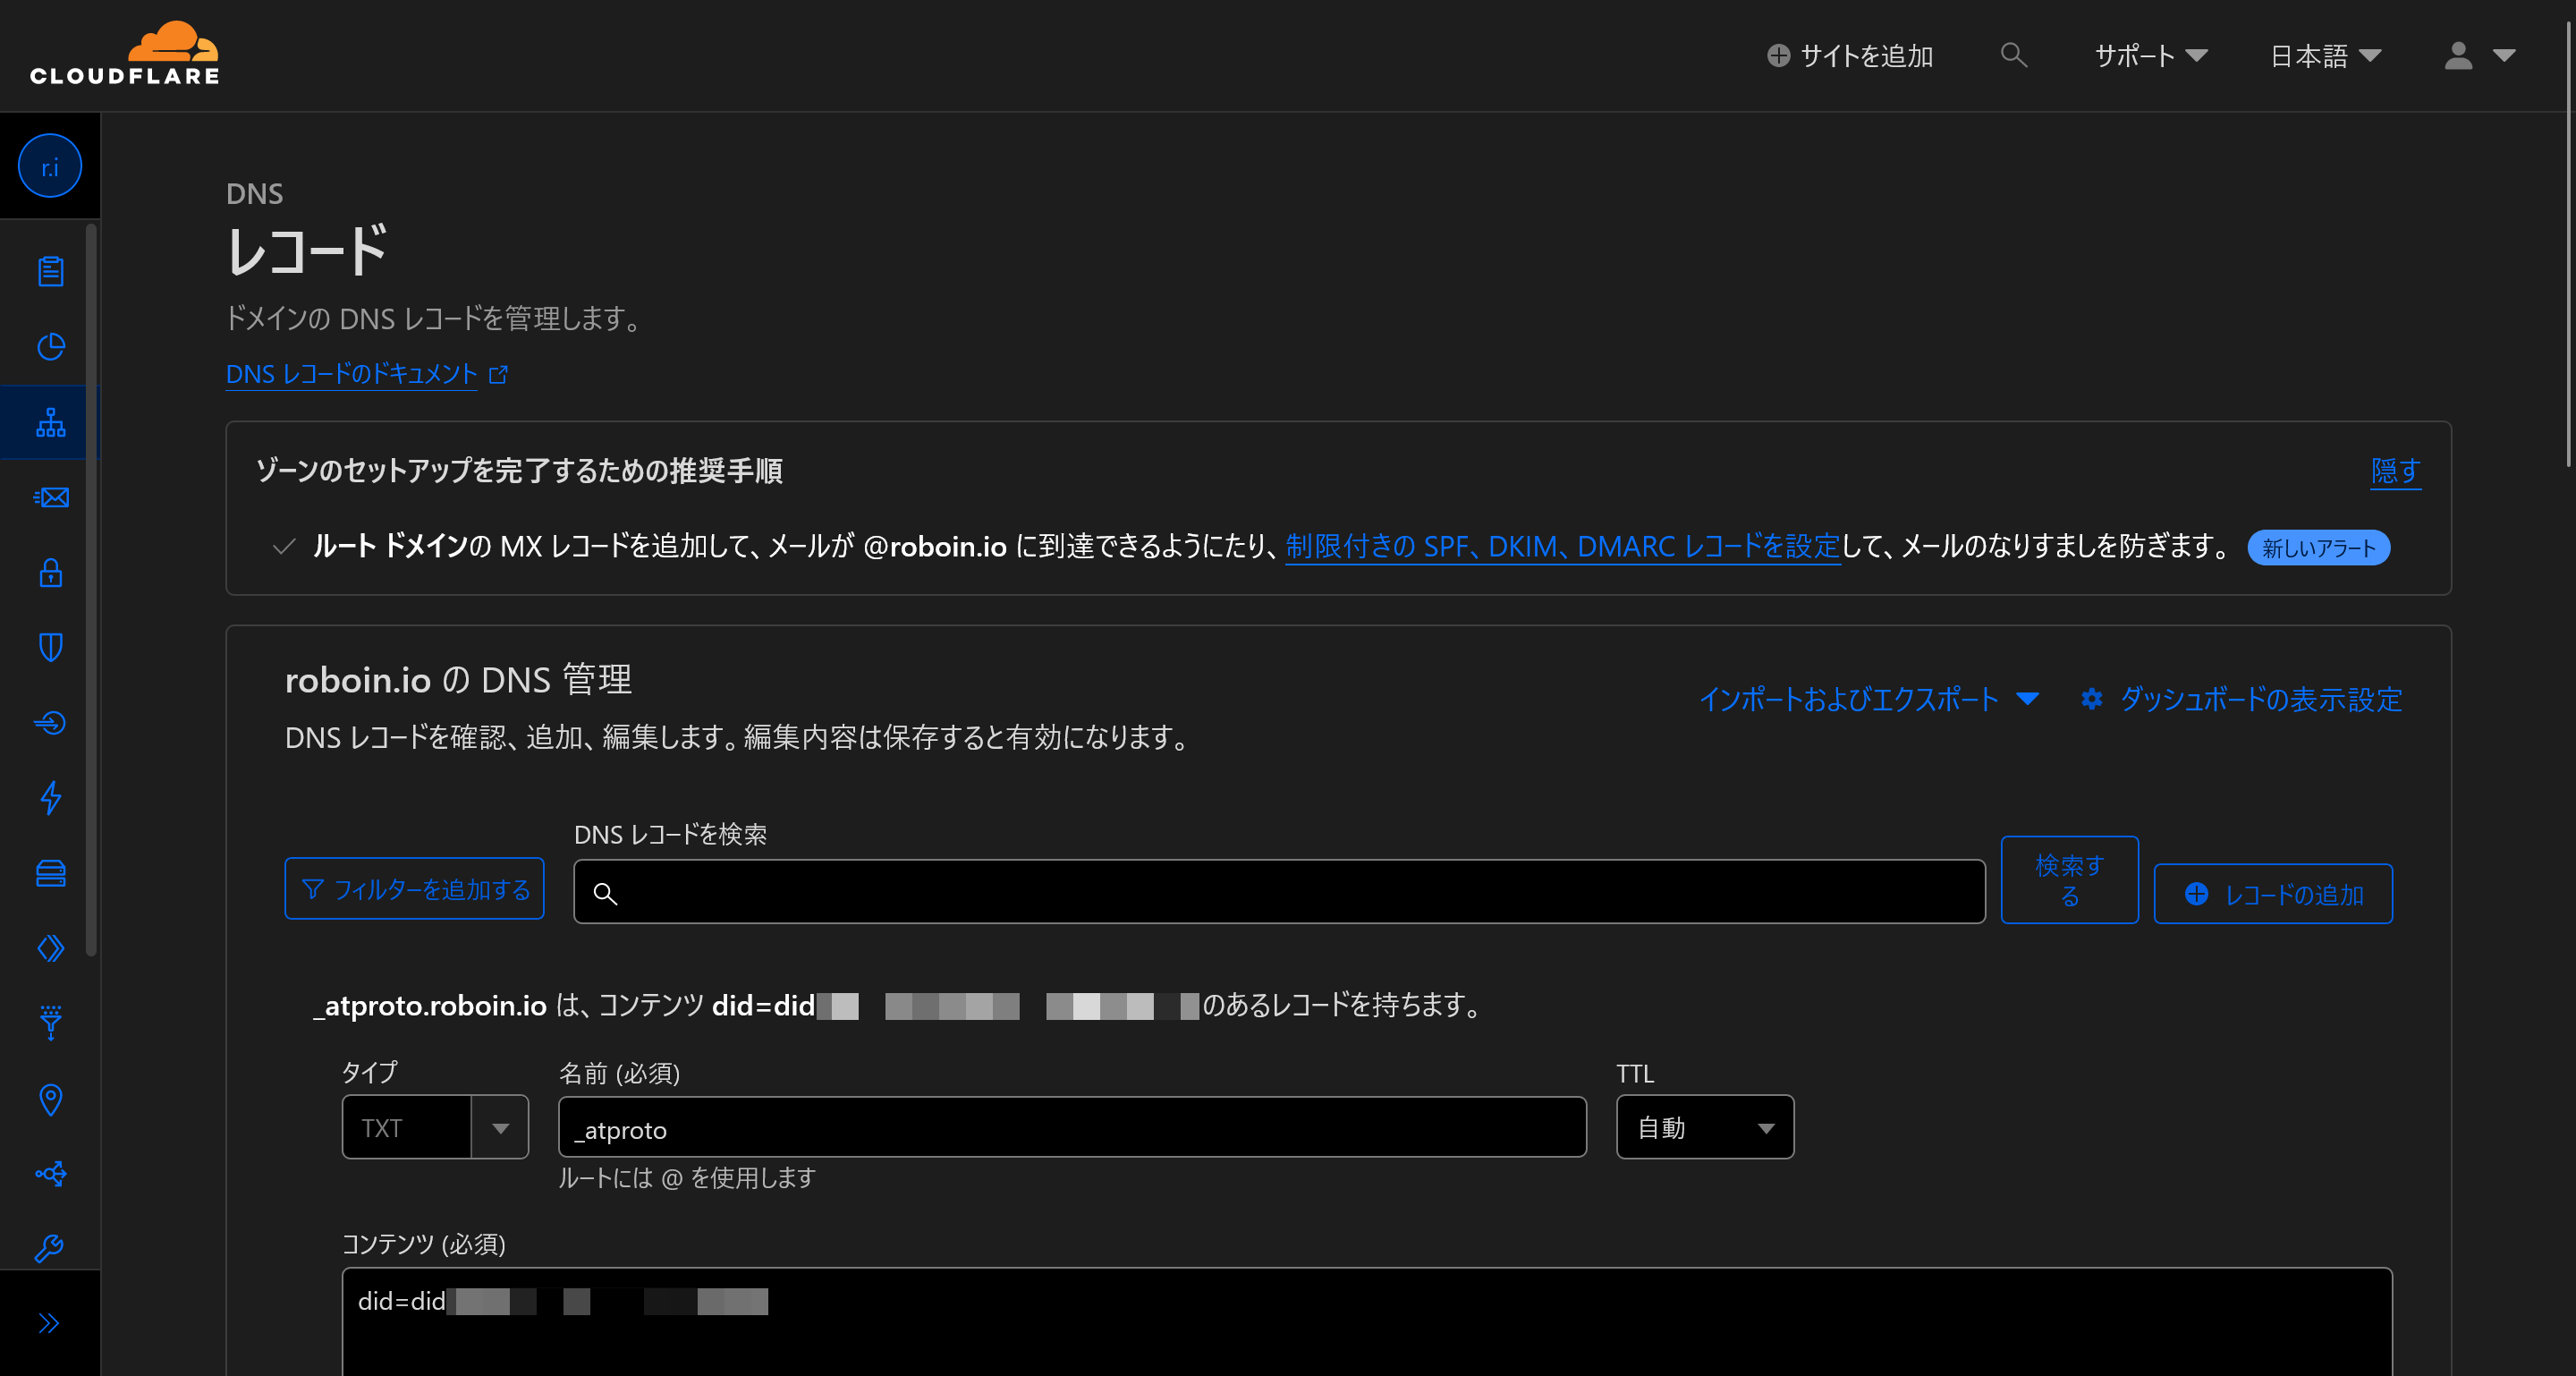 CLOUDFLARE
サイトを追加
サポート
日本語
r.i
DNS
レコード
ドメインの DNS レコードを管理します。
DNS レコードのドキュメント
ゾーンのセットアップを完了するための推奨手順
隠す
ルート ドメインの MX レコードを追加して、メールが @roboin.io に到達できるようにたり、制限付きの SPF、DKIM、DMARC レコードを設定して、メールのなりすましを防ぎます。 新しいアラート
roboin.io の DNS 管理
インポートおよびエクスポート
ダッシュボードの表示設定
DNS レコードを確認、追加、編集します。編集内容は保存すると有効になります。
DNS レコードを検索
フィルターを追加する
検索す
る
レコードの追加
_atproto.roboin.io は、コンテンツ did=did のあるレコードを持ちます。
タイプ
名前 (必須)
TTL
TXT
_atproto
自動
ルートには @ を使用します
コンテンツ (必須)
did=did